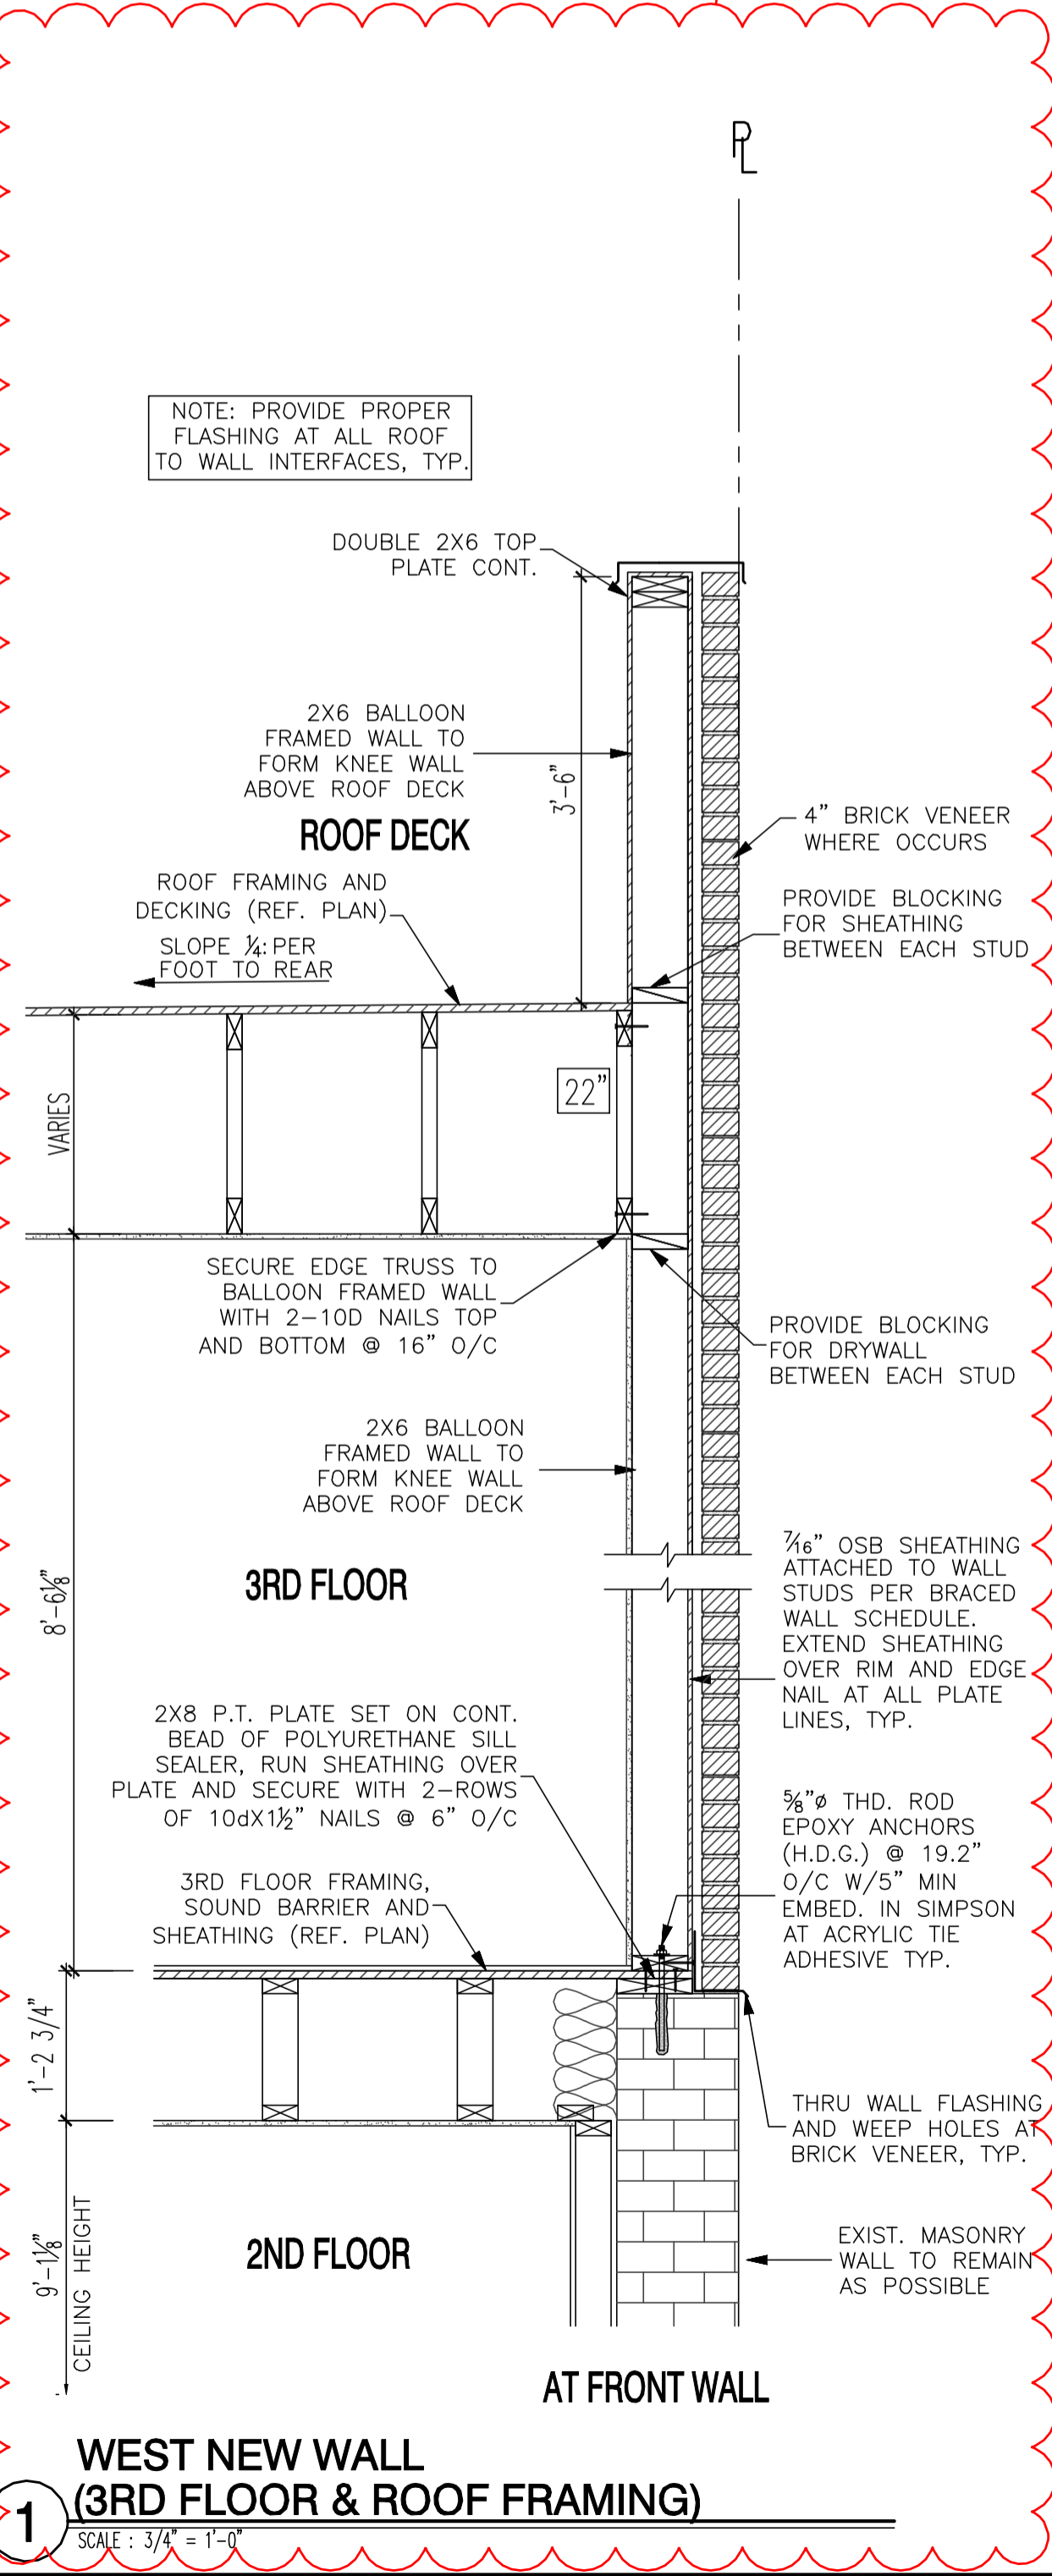 PL
NOTE: PROVIDE PROPER
FLASHING AT ALL ROOF
TO WALL INTERFACES, TYP.
DOUBLE 2X6 TOP
PLATE CONT.
2X6 BALLOON
FRAMED WALL TO
FORM KNEE WALL
ABOVE ROOF DECK
3'-6"
ROOF DECK
4" BRICK VENEER
WHERE OCCURS
ROOF FRAMING AND
DECKING (REF. PLAN)
PROVIDE BLOCKING
FOR SHEATHING
BETWEEN EACH STUD
SLOPE ¼: PER
FOOT TO REAR
22"
VARIES
SECURE EDGE TRUSS TO
BALLOON FRAMED WALL
WITH 2-10D NAILS TOP
AND BOTTOM @ 16" O/C
PROVIDE BLOCKING
FOR DRYWALL
BETWEEN EACH STUD
2X6 BALLOON
FRAMED WALL TO
FORM KNEE WALL
ABOVE ROOF DECK
8'-6⅛"
3RD FLOOR
7/16" OSB SHEATHING
ATTACHED TO WALL
STUDS PER BRACED
WALL SCHEDULE.
EXTEND SHEATHING
OVER RIM AND EDGE
NAIL AT ALL PLATE
LINES, TYP.
2X8 P.T. PLATE SET ON CONT.
BEAD OF POLYURETHANE SILL
SEALER, RUN SHEATHING OVER
PLATE AND SECURE WITH 2-ROWS
OF 10dX1½" NAILS @ 6" O/C
⅝"ø THD. ROD
EPOXY ANCHORS
(H.D.G.) @ 19.2"
O/C W/5" MIN
EMBED. IN SIMPSON
AT ACRYLIC TIE
ADHESIVE TYP.
3RD FLOOR FRAMING,
SOUND BARRIER AND
SHEATHING (REF. PLAN)
1'-2 3/4"
THRU WALL FLASHING
AND WEEP HOLES AT
BRICK VENEER, TYP.
9'-1⅛"
CEILING HEIGHT
2ND FLOOR
EXIST. MASONRY
WALL TO REMAIN
AS POSSIBLE
AT FRONT WALL
1
WEST NEW WALL
(3RD FLOOR & ROOF FRAMING)
SCALE : 3/4" = 1'-0"